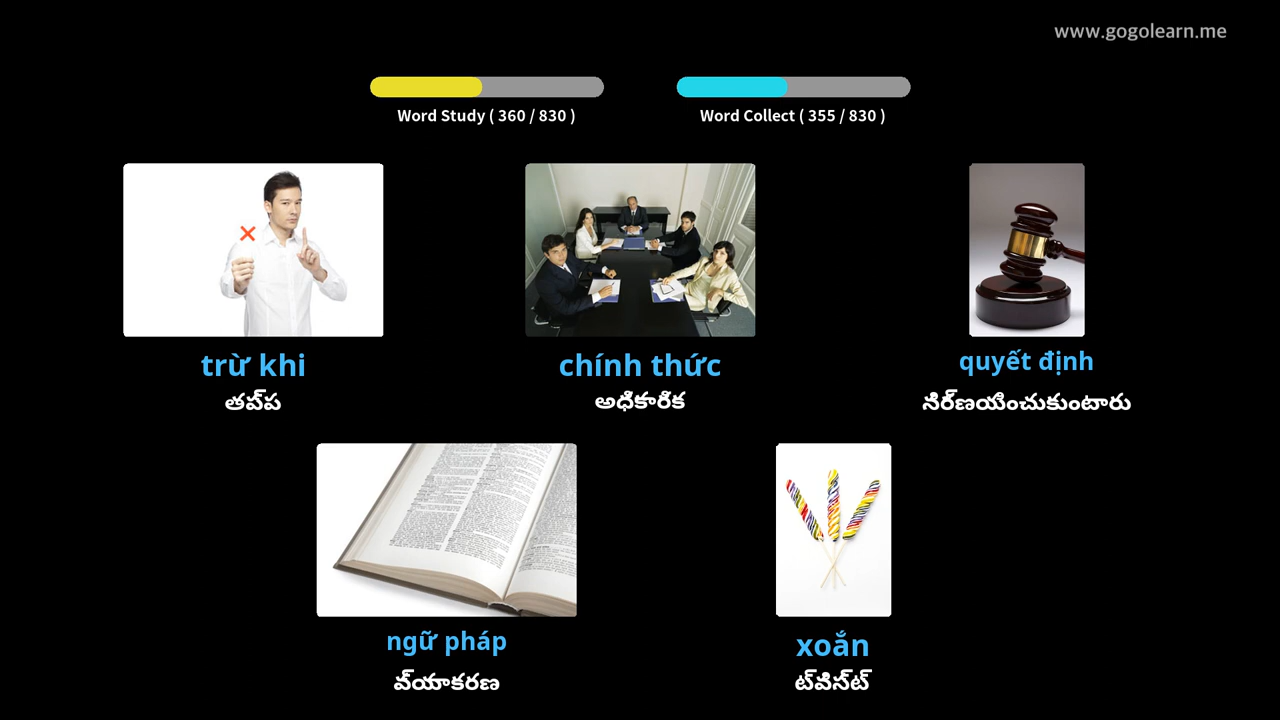 www.gogolearn.me
Word Study ( 360 / 830 )
Word Collect ( 355 / 830 )
trừ khi
తప్ప
chính thức
అధికారిక
quyết định
నిర్ణయించుకుంటారు
ngữ pháp
వ్యాకరణ
xoắn
ట్విస్ట్